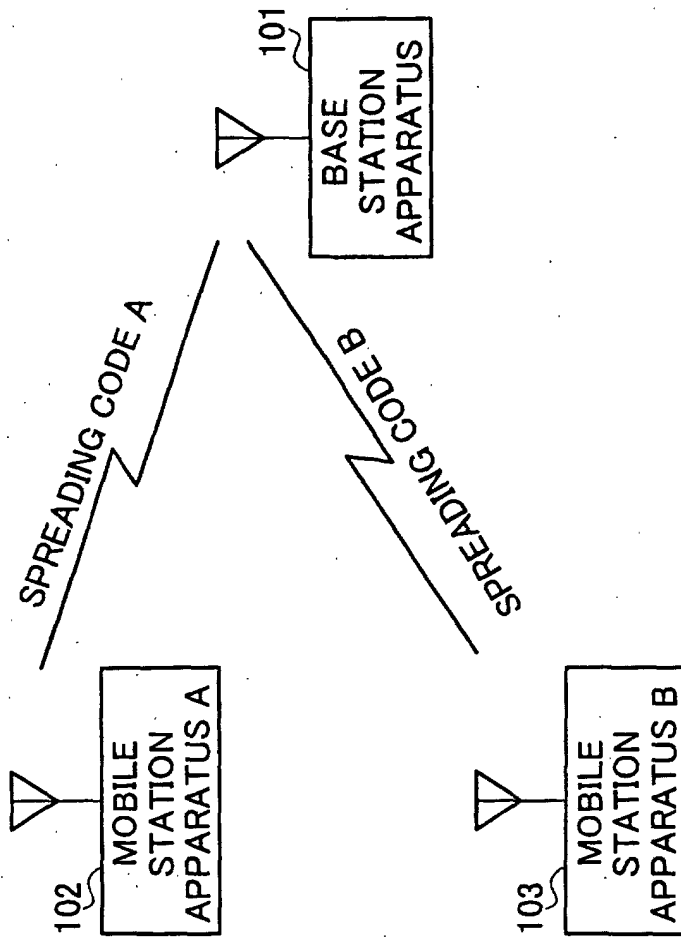 102
MOBILE
STATION
APPARATUS A
SPREADING CODE A
101
BASE
STATION
APPARATUS
SPREADING CODE B
103
MOBILE
STATION
APPARATUS B